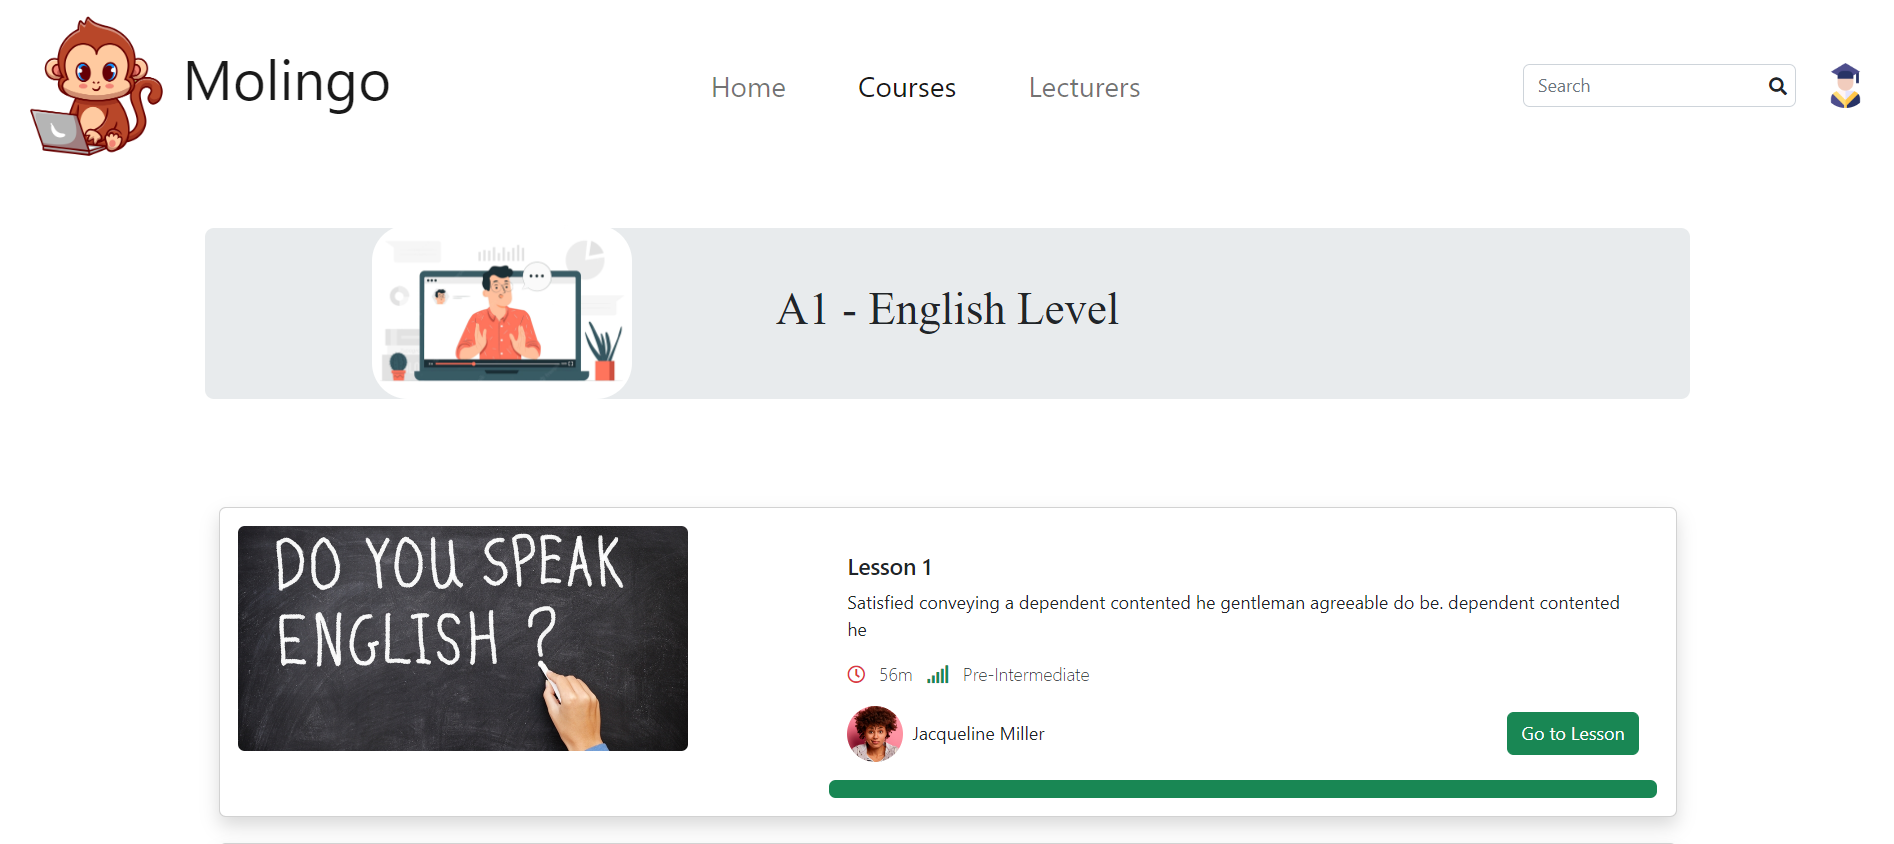 Molingo
Home
Courses
Lecturers
Search
A1 - English Level
DO YOU SPEAK
ENGLISH ?
Lesson 1
Satisfied conveying a dependent contented he gentleman agreeable do be. dependent contented
he
56m
Pre-Intermediate
Jacqueline Miller
Go to Lesson